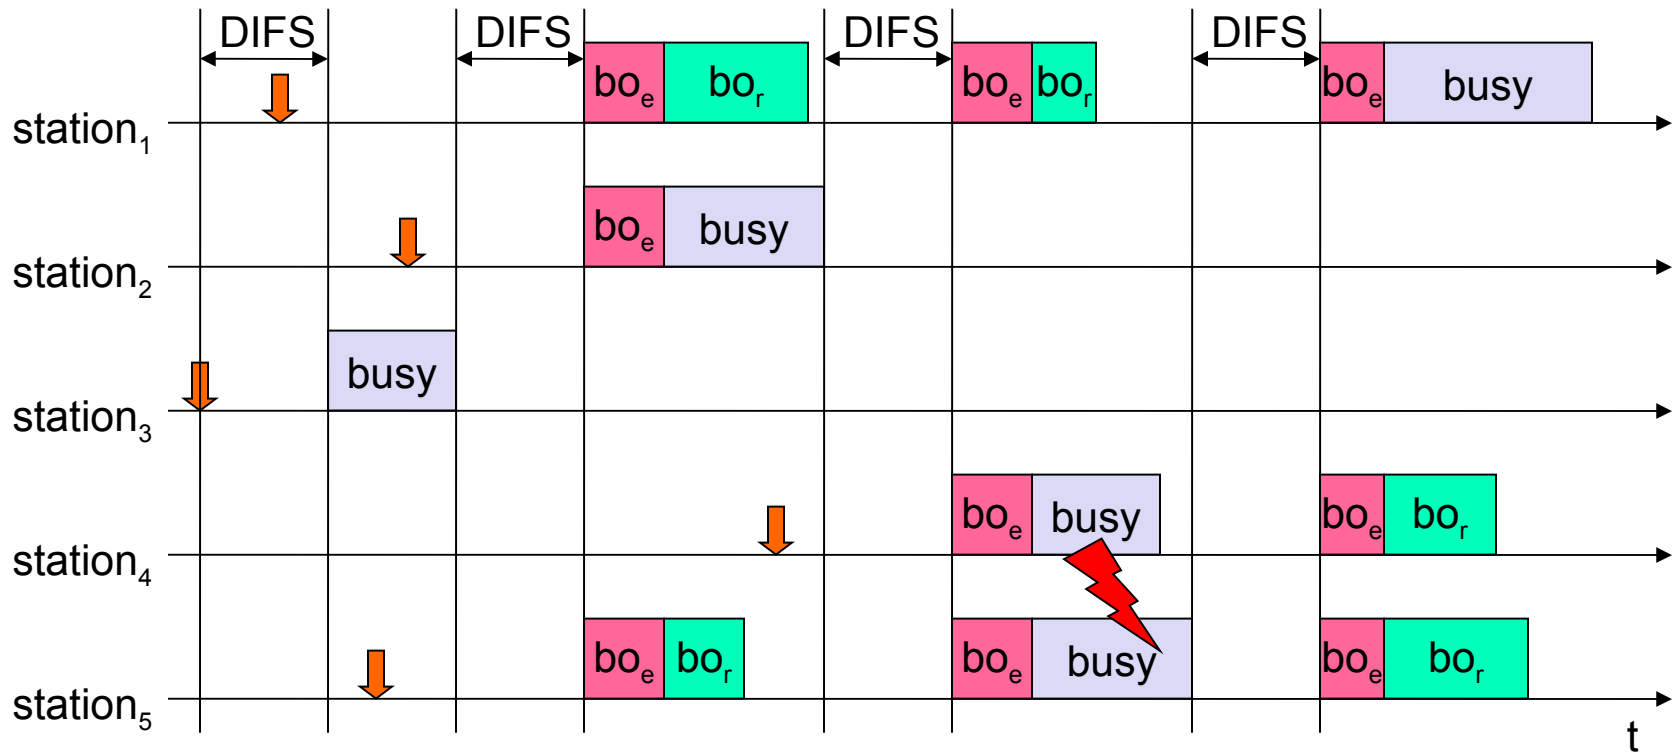 DIFS DIFS DIFS DIFS
boe bor boe bor boe busy
station1
boe busy
station2
busy
station3
boe busy boe bor
station4
boe bor boe busy boe bor
station5
t